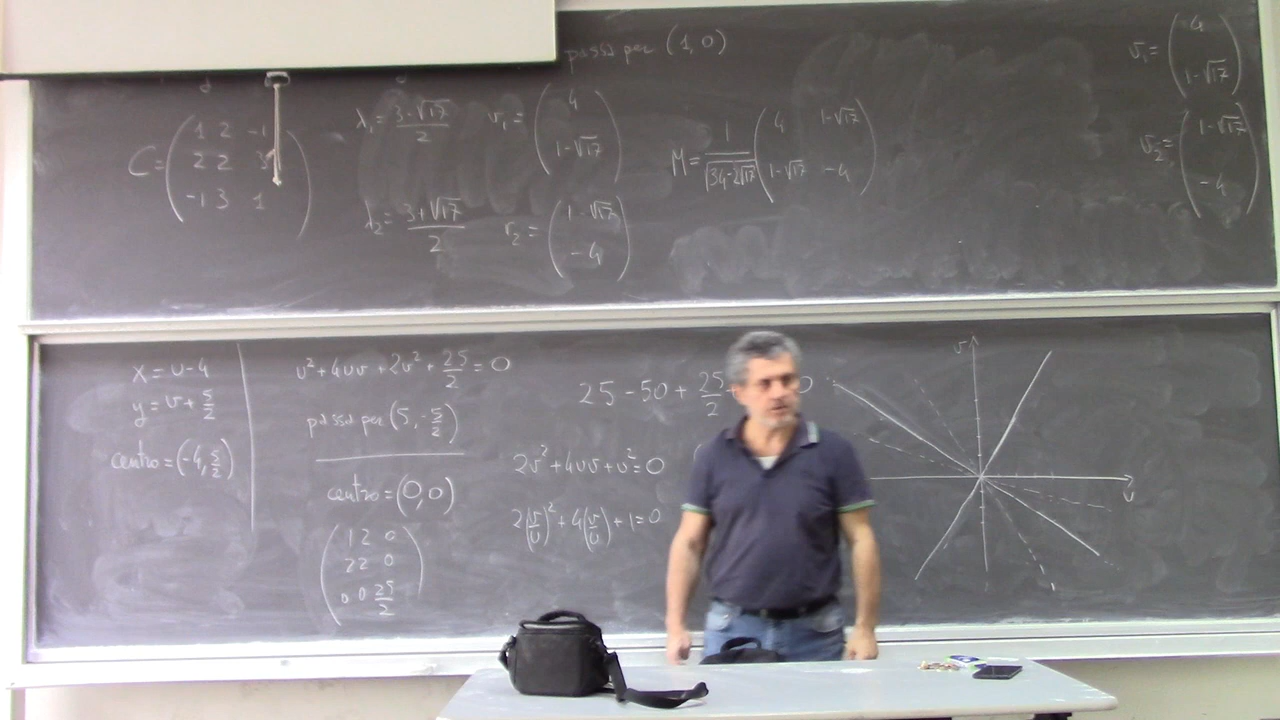 passa per (1,0)
C = (1 2 -1
2 2 3
-1 3 1)
λ₁ = (3-√17)/2 v₁ = (4
1-√17)
λ₂ = (3+√17)/2 v₂ = (1-√17
-4)
M = 1/√(34-2√17) (4 1-√17
1-√17 -4)
v₁ = (4
1-√17)
v₂ = (1-√17
-4)
x = u-4
y = v+5/2
centro = (-4, 5/2)
u²+4uv+2v²+25/2=0
passa per (5, -5/2)
centro = (0,0)
(1 2 0
2 2 0
0 0 25/2)
25-50+25/2
0
2v²+4uv+u²=0
2(v/u)²+4(v/u)+1=0
v
u